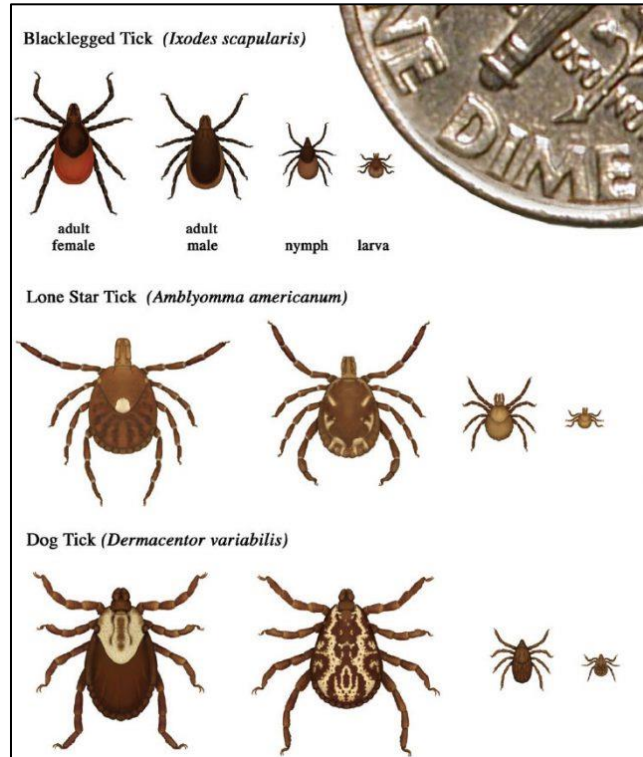 Blacklegged Tick (Ixodes scapularis)
NE DIME
adult female
adult male
nymph
larva
Lone Star Tick (Amblyomma americanum)
Dog Tick (Dermacentor variabilis)